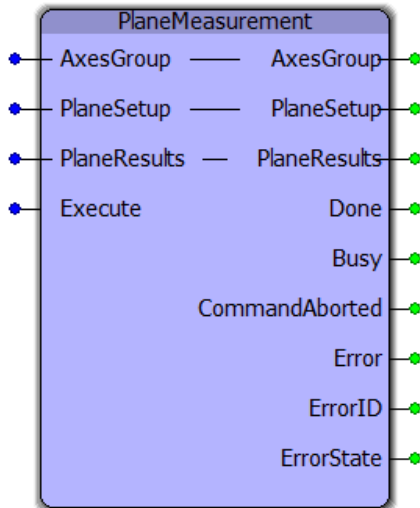 PlaneMeasurement
AxesGroup AxesGroup
PlaneSetup PlaneSetup
PlaneResults PlaneResults
Execute Done
Busy
CommandAborted
Error
ErrorID
ErrorState